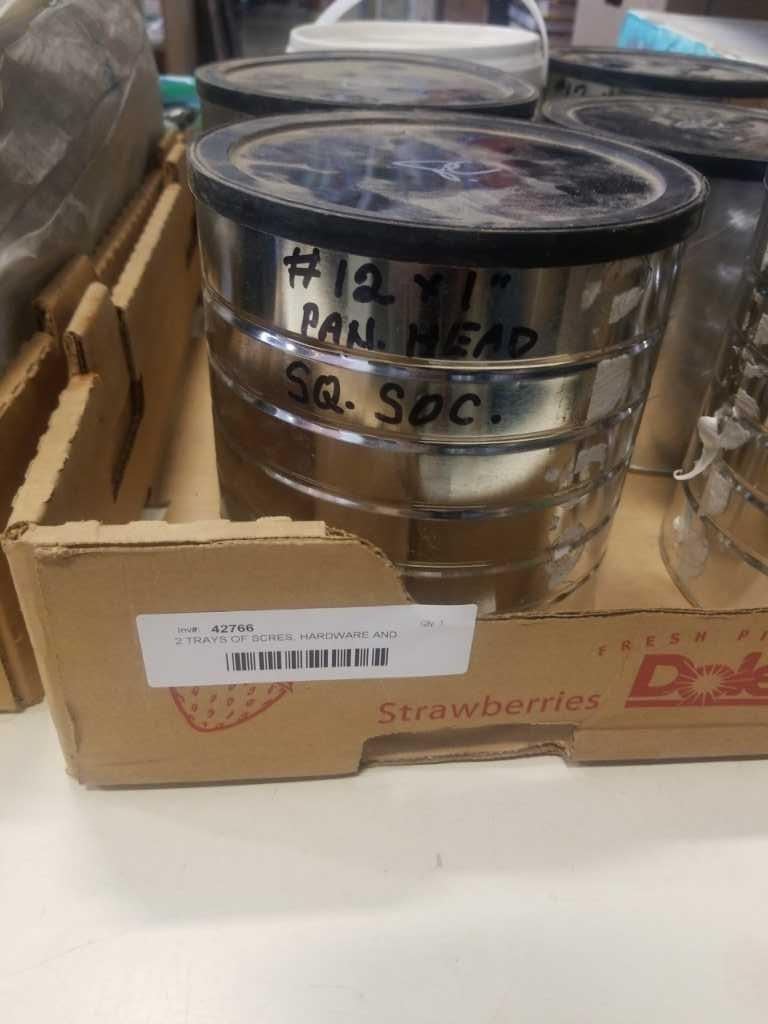 #12
#12 x 1"
PAN. HEAD
SQ. SOC.
Inv#: 42766
Qty: 1
2 TRAYS OF SCRES, HARDWARE AND
FRESH
Strawberries
Dole